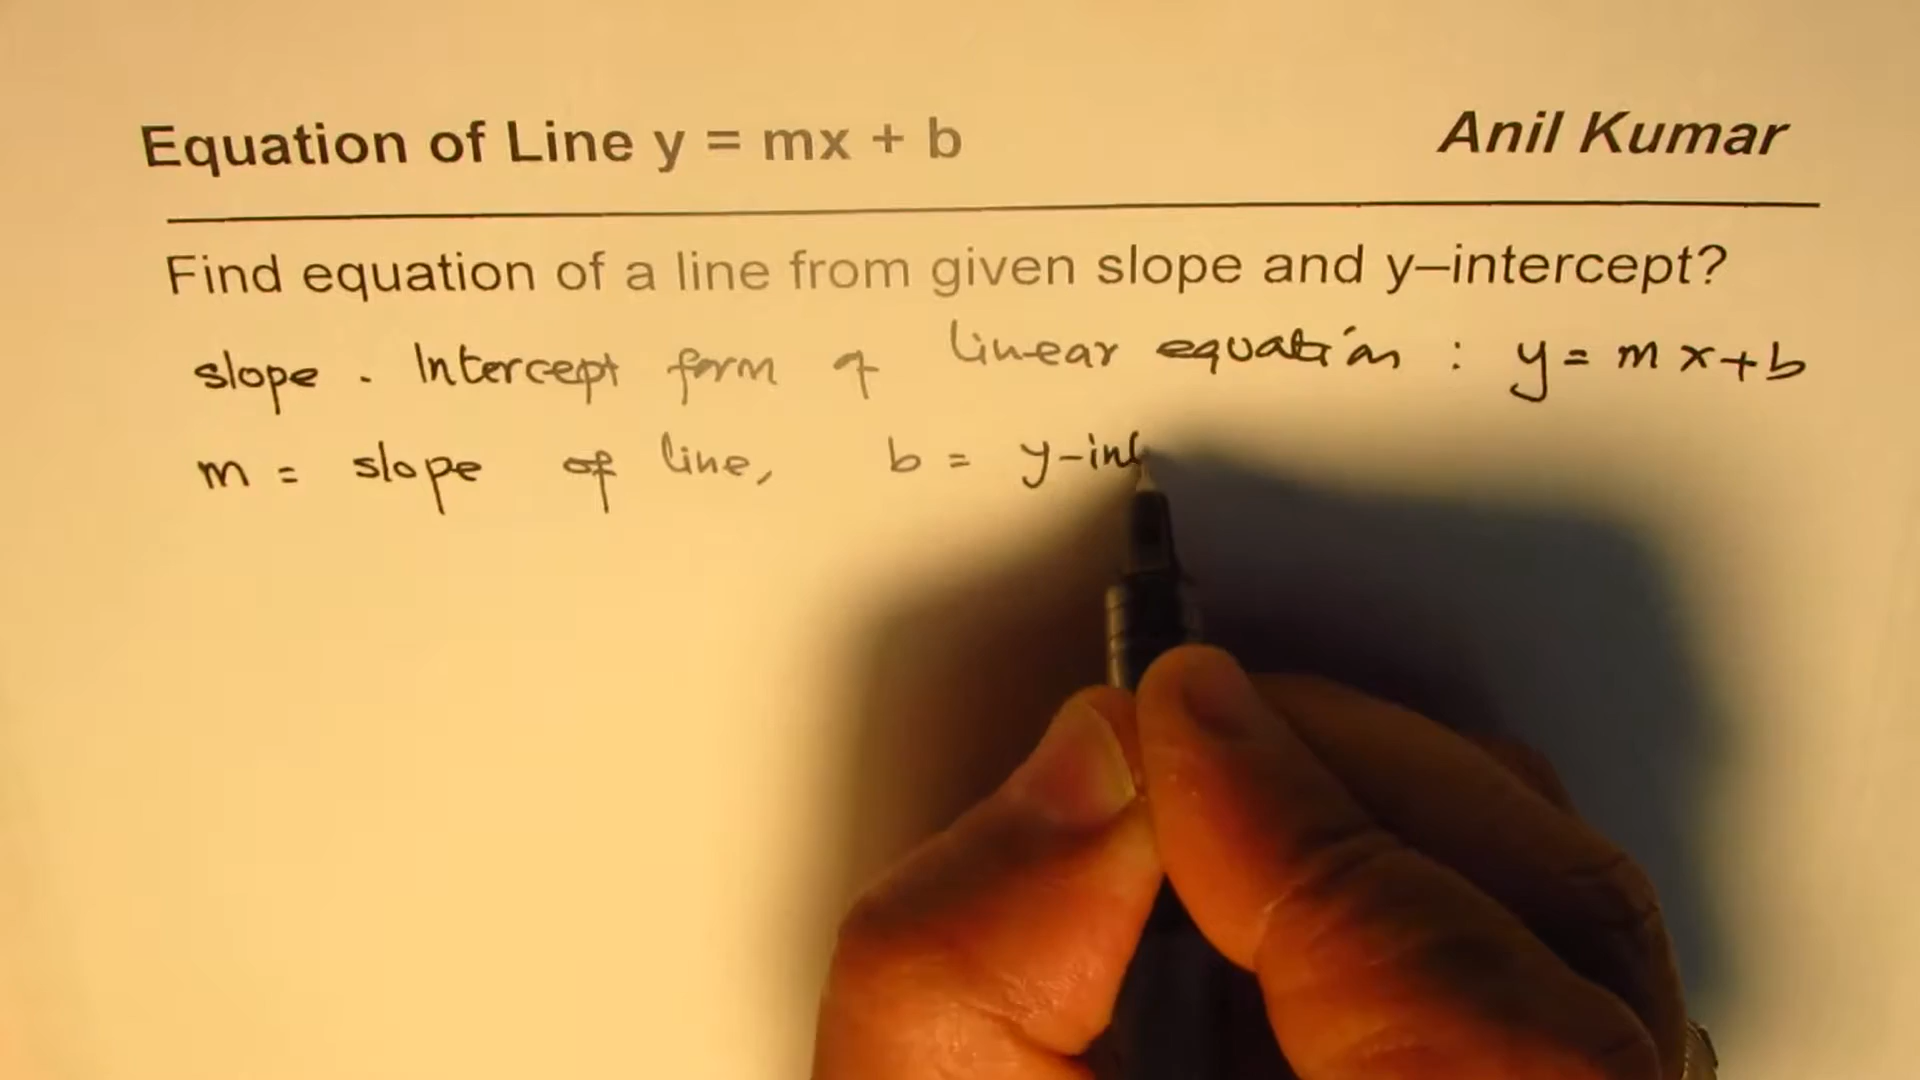 Equation of Line y = mx + b
Anil Kumar
Find equation of a line from given slope and y–intercept?
slope - Intercept form of linear equation : y = mx+b
m = slope of line, b = y-int